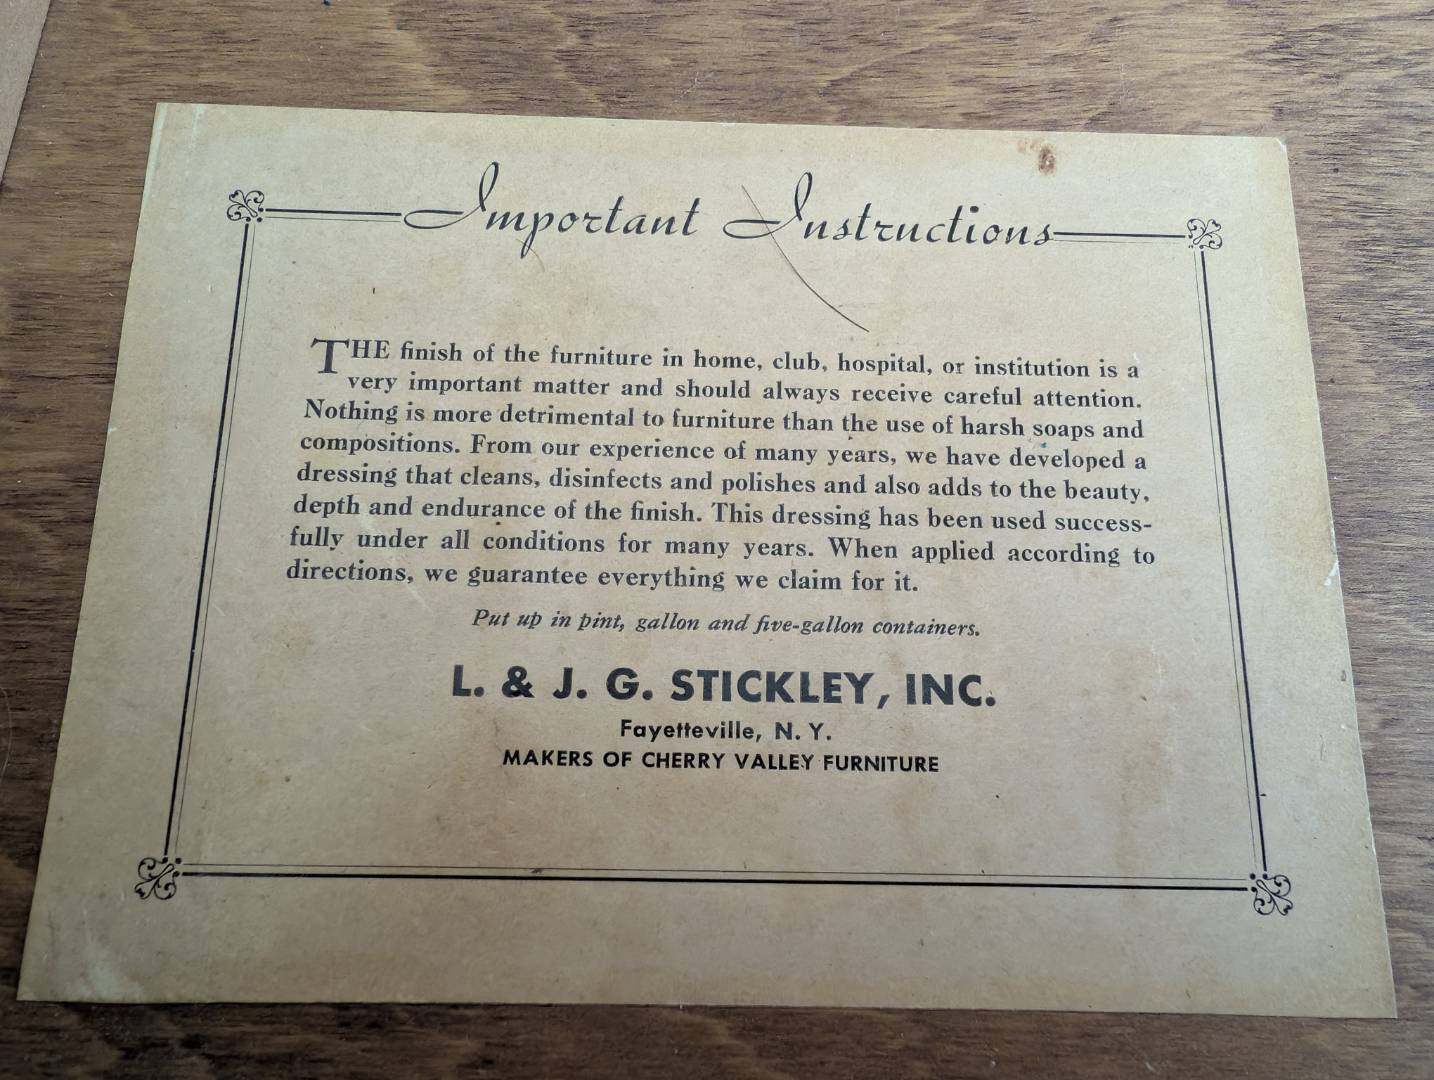 Important Instructions
THE finish of the furniture in home, club, hospital, or institution is a
very important matter and should always receive careful attention.
Nothing is more detrimental to furniture than the use of harsh soaps and
compositions. From our experience of many years, we have developed a
dressing that cleans, disinfects and polishes and also adds to the beauty,
depth and endurance of the finish. This dressing has been used success-
fully under all conditions for many years. When applied according to
directions, we guarantee everything we claim for it.
Put up in pint, gallon and five-gallon containers.
L. & J. G. STICKLEY, INC.
Fayetteville, N. Y.
MAKERS OF CHERRY VALLEY FURNITURE